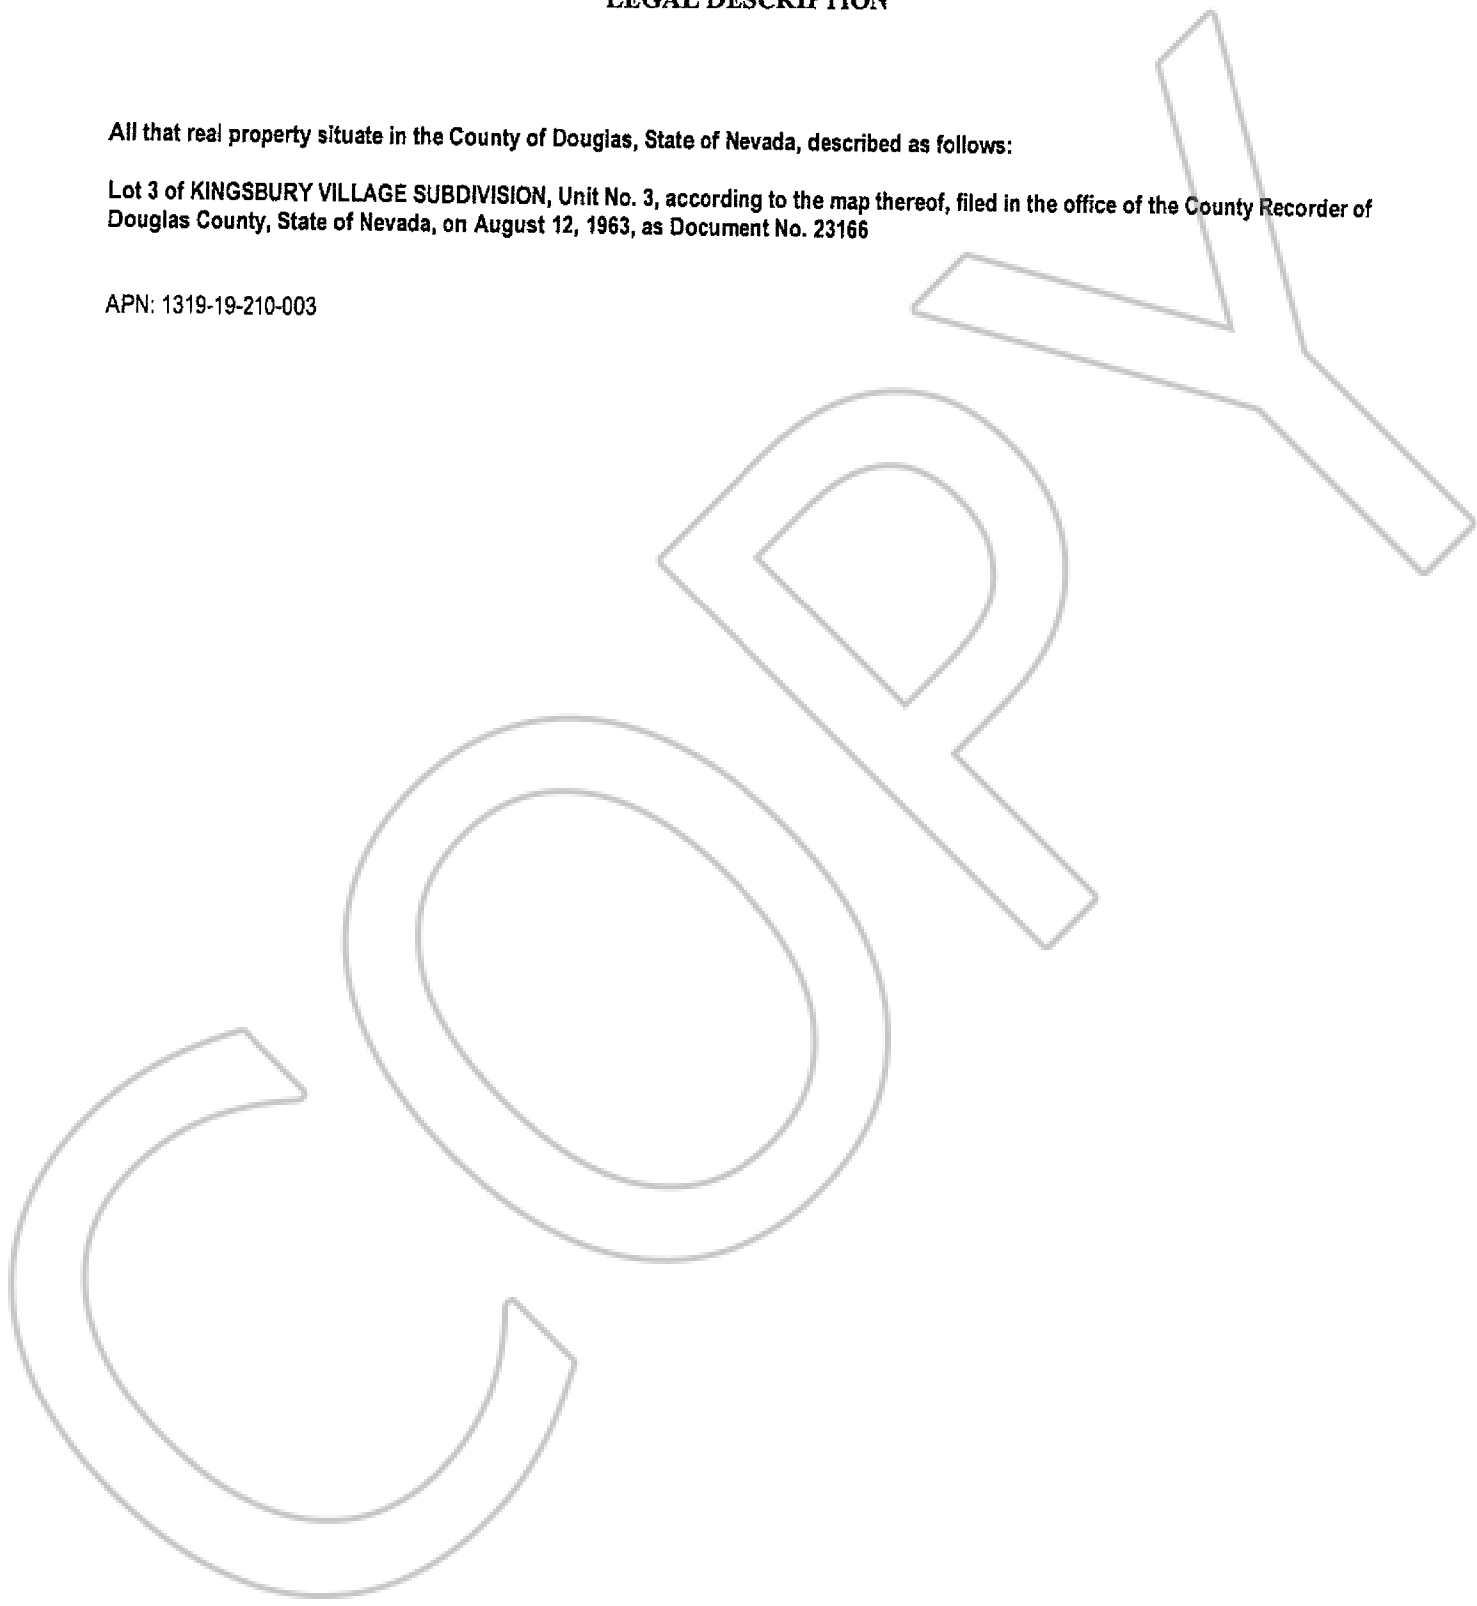 LEGAL DESCRIPTION
All that real property situate in the County of Douglas, State of Nevada, described as follows:
Lot 3 of KINGSBURY VILLAGE SUBDIVISION, Unit No. 3, according to the map thereof, filed in the office of the County Recorder of
Douglas County, State of Nevada, on August 12, 1963, as Document No. 23166
APN: 1319-19-210-003
COPY